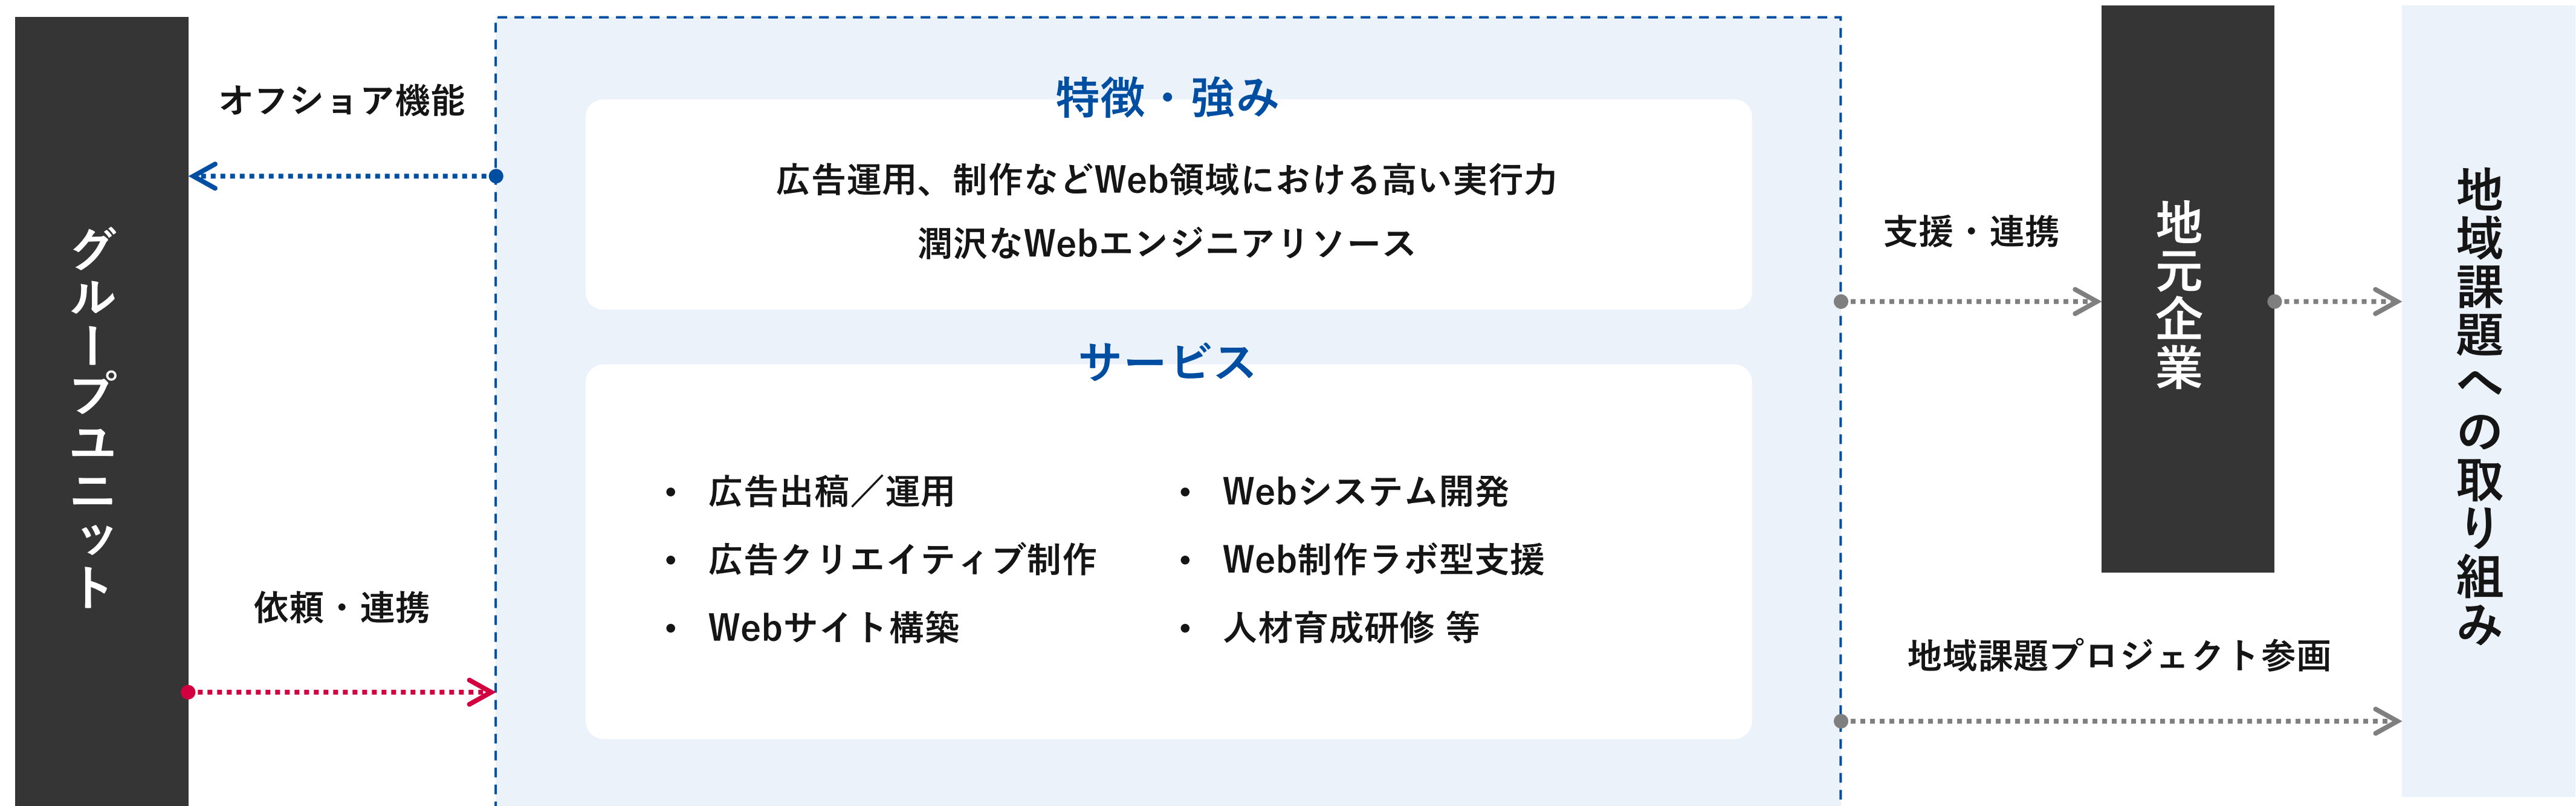 グループユニット
オフショア機能
依頼・連携
特徴・強み
広告運用、制作などWeb領域における高い実行力
潤沢なWebエンジニアリソース
サービス
• 広告出稿／運用
• 広告クリエイティブ制作
• Webサイト構築
• Webシステム開発
• Web制作ラボ型支援
• 人材育成研修 等
支援・連携
地元企業
地域課題プロジェクト参画
地域課題への取り組み